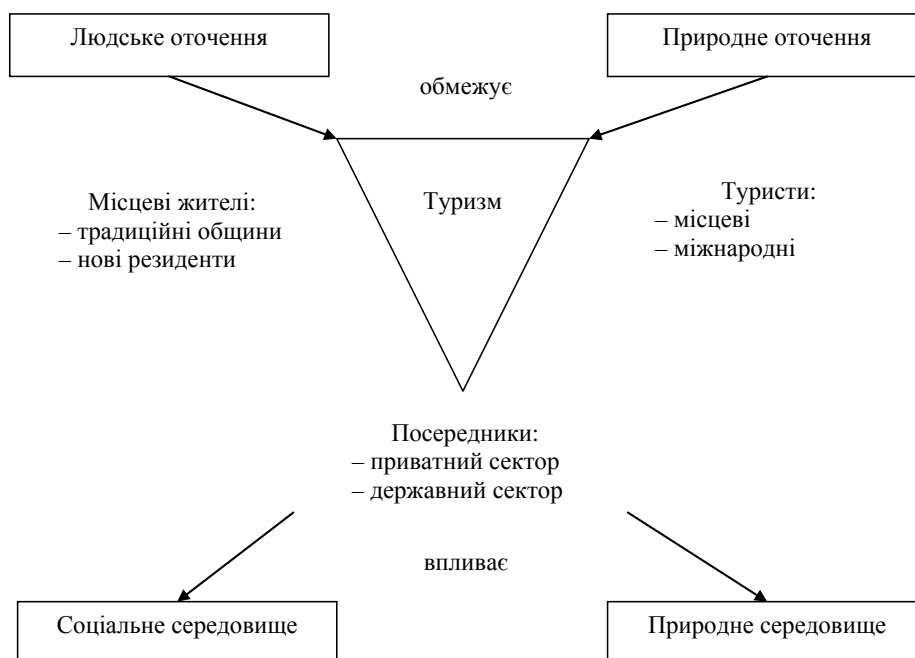 Людське оточення
Природне оточення
обмежує
Місцеві жителі:
– традиційні общини
– нові резиденти
Туризм
Туристи:
– місцеві
– міжнародні
Посередники:
– приватний сектор
– державний сектор
впливає
Соціальне середовище
Природне середовище